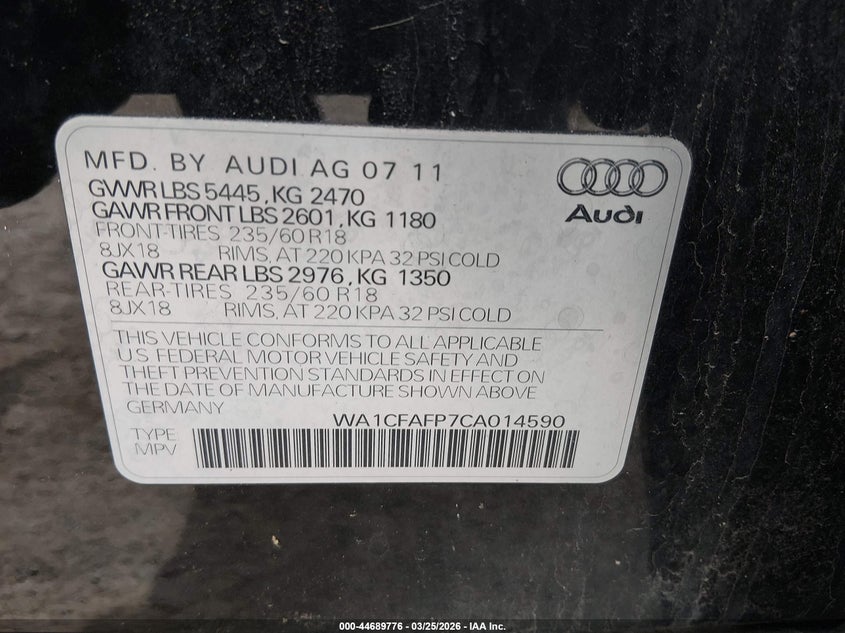 MFD. BY AUDI AG 07 11
GVWR LBS 5445, KG 2470
GAWR FRONT LBS 2601, KG 1180
FRONT-TIRES 235/60 R18
8JX18 RIMS, AT 220 KPA 32 PSI COLD
GAWR REAR LBS 2976, KG 1350
REAR-TIRES 235/60 R18
8JX18 RIMS, AT 220 KPA 32 PSI COLD
Audi
THIS VEHICLE CONFORMS TO ALL APPLICABLE
U.S. FEDERAL MOTOR VEHICLE SAFETY AND
THEFT PREVENTION STANDARDS IN EFFECT ON
THE DATE OF MANUFACTURE SHOWN ABOVE
GERMANY WA1CFAFP7CA014590
TYPE
MPV
000-44689776 - 03/25/2026 - IAA Inc.